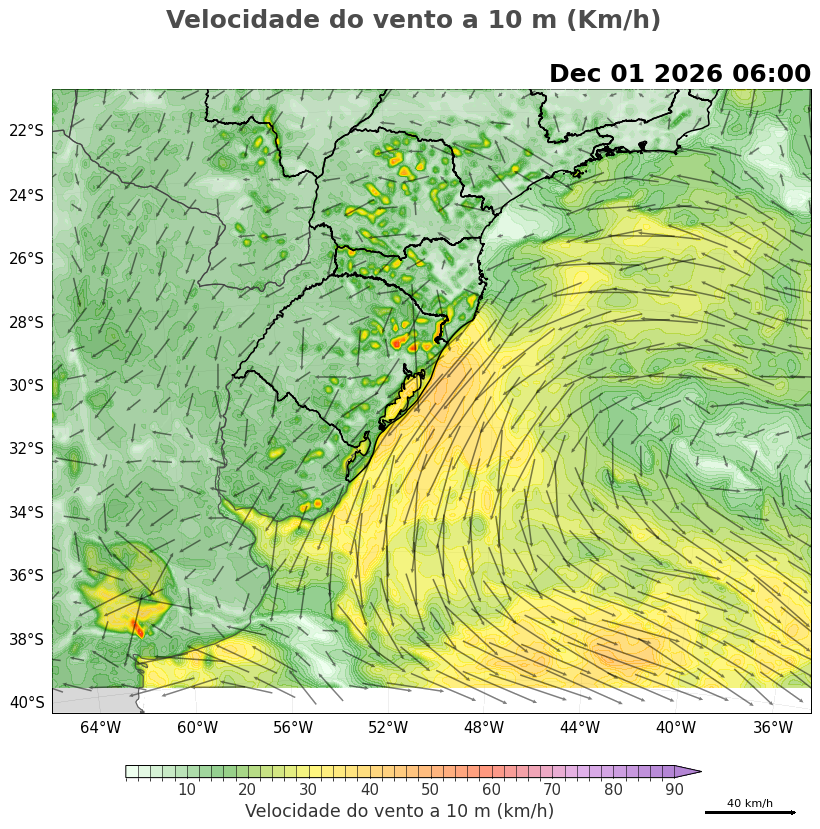 Velocidade do vento a 10 m (Km/h)
Dec 01 2026 06:00
22°S
24°S
26°S
28°S
30°S
32°S
34°S
36°S
38°S
40°S
64°W 60°W 56°W 52°W 48°W 44°W 40°W 36°W
10 20 30 40 50 60 70 80 90
Velocidade do vento a 10 m (km/h)
40 km/h